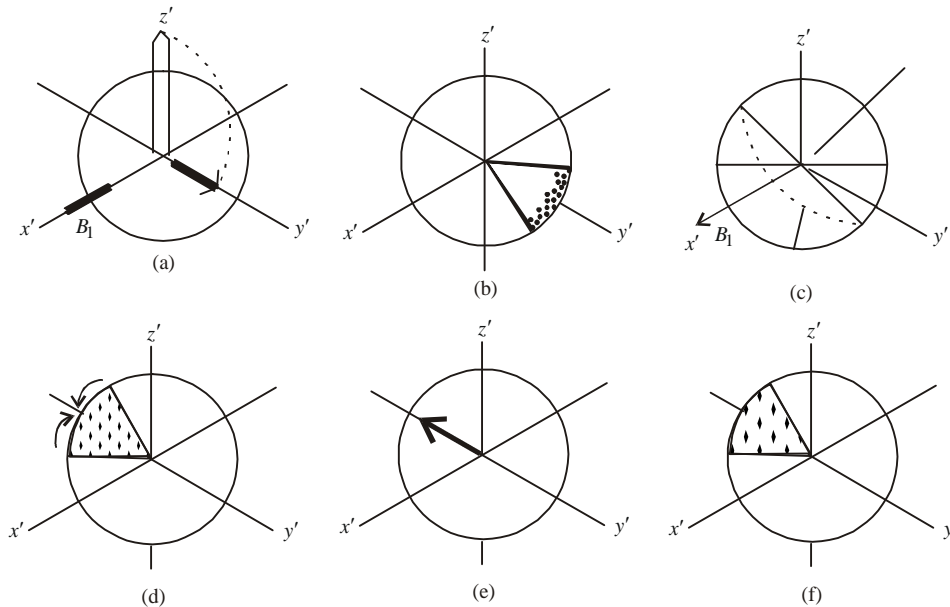 z′
x′
B1
y′
(a)
z′
x′
y′
(b)
z′
x′
B1
y′
(c)
z′
x′
y′
(d)
z′
x′
y′
(e)
z′
x′
y
(f)